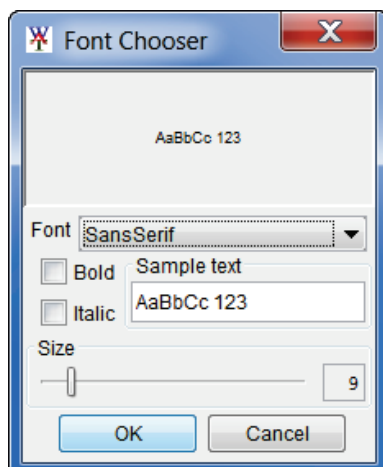 Font Chooser
AaBbCc 123
Font SansSerif
Bold
Sample text
AaBbCc 123
Italic
Size
9
OK Cancel